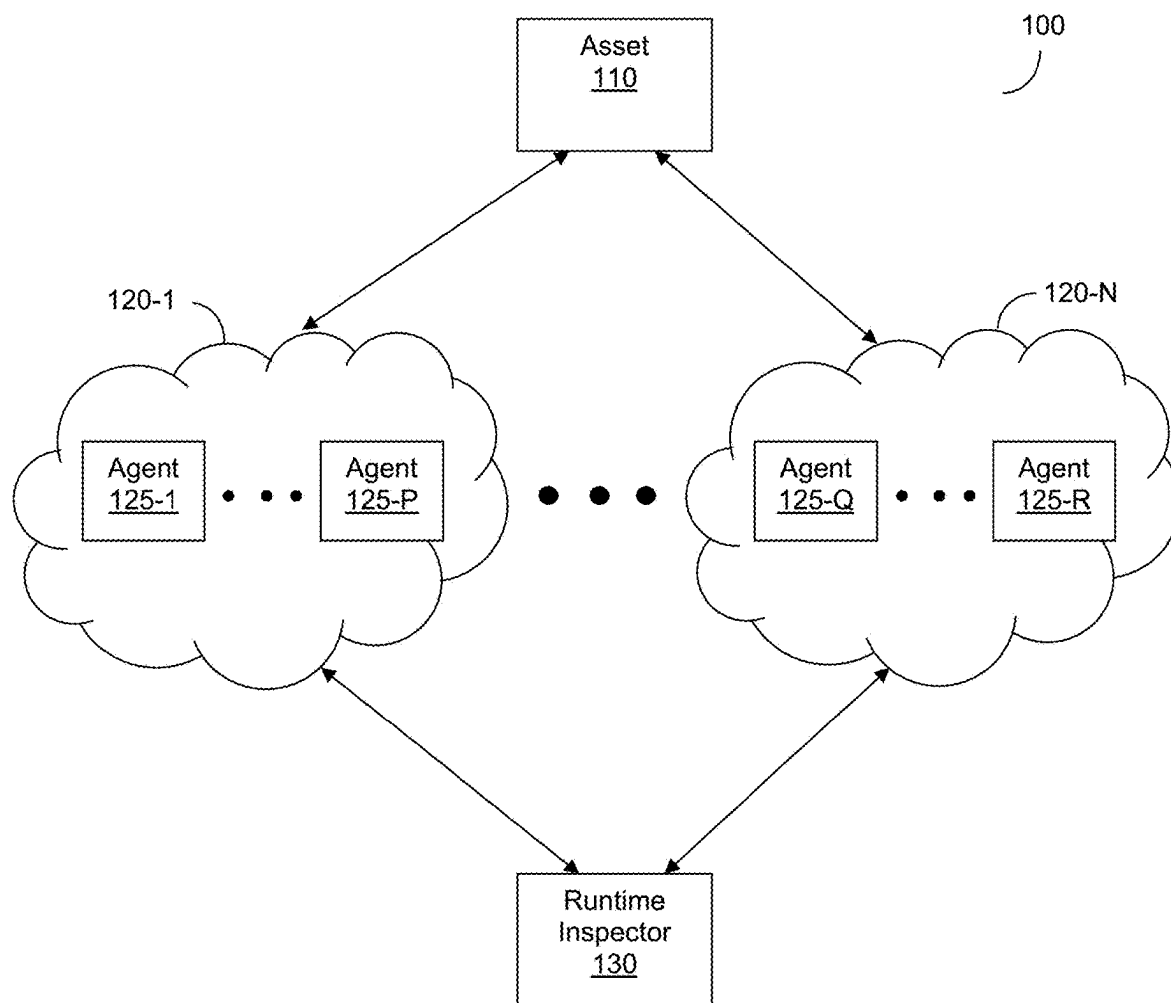 100
Asset
110
120-1
120-N
Agent
125-1
Agent
125-P
Agent
125-Q
Agent
125-R
Runtime
Inspector
130